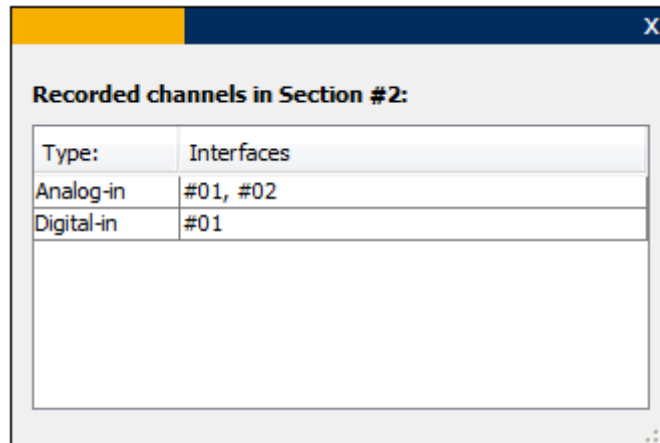 X
Recorded channels in Section #2:
Type: Interfaces
Analog-in #01, #02
Digital-in #01